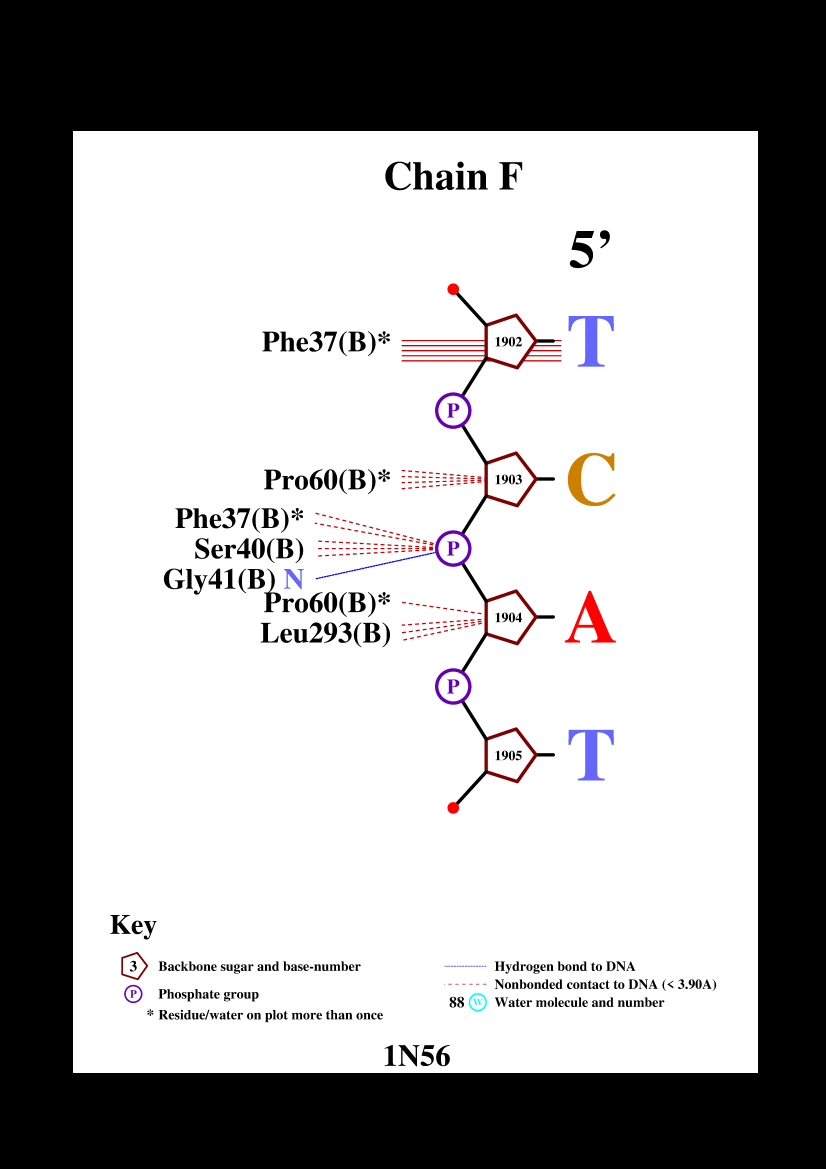 Chain F
5’
Phe37(B)* 1902 T
P
Pro60(B)* 1903 C
Phe37(B)*
Ser40(B) P
Gly41(B) N
Pro60(B)* 1904 A
Leu293(B)
P
1905 T
Key
3 Backbone sugar and base-number
P Phosphate group
* Residue/water on plot more than once
Hydrogen bond to DNA
Nonbonded contact to DNA (< 3.90A)
88 W Water molecule and number
1N56